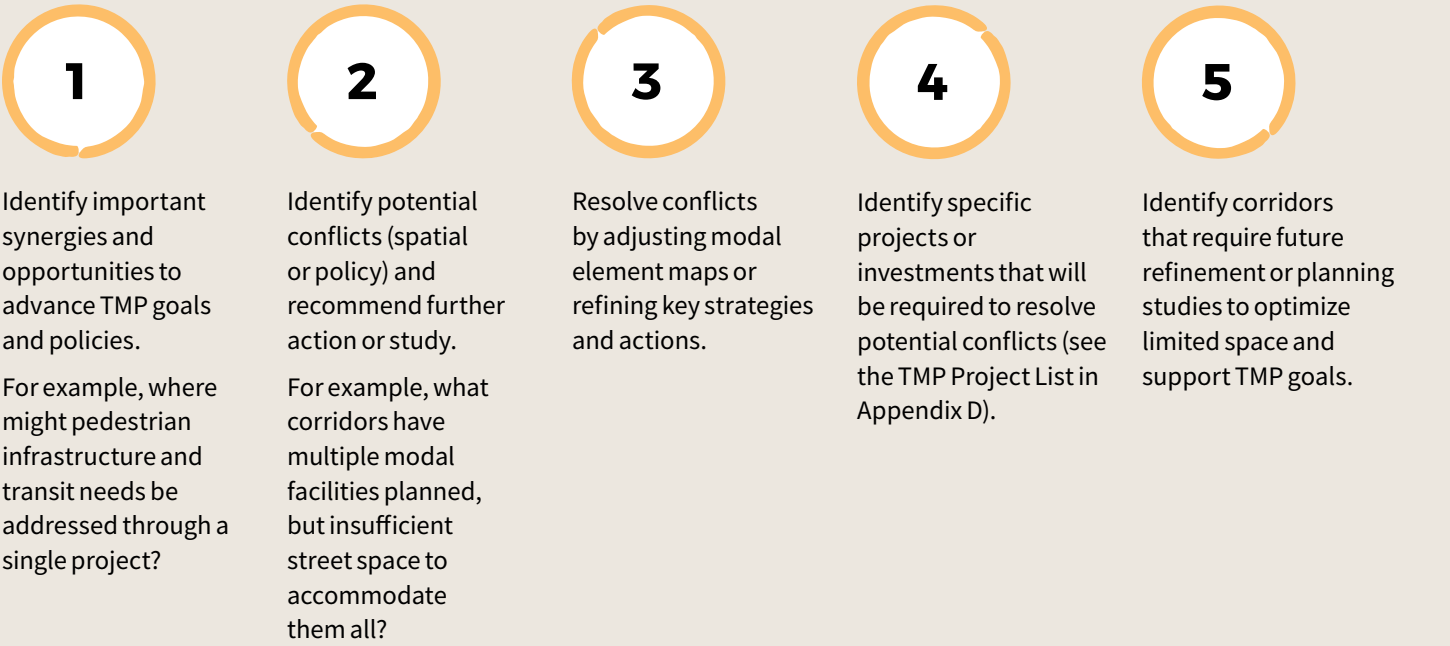 1
Identify important
synergies and
opportunities to
advance TMP goals
and policies.
For example, where
might pedestrian
infrastructure and
transit needs be
addressed through a
single project?
2
Identify potential
conflicts (spatial
or policy) and
recommend further
action or study.
For example, what
corridors have
multiple modal
facilities planned,
but insufficient
street space to
accommodate
them all?
3
Resolve conflicts
by adjusting modal
element maps or
refining key strategies
and actions.
4
Identify specific
projects or
investments that will
be required to resolve
potential conflicts (see
the TMP Project List in
Appendix D).
5
Identify corridors
that require future
refinement or planning
studies to optimize
limited space and
support TMP goals.